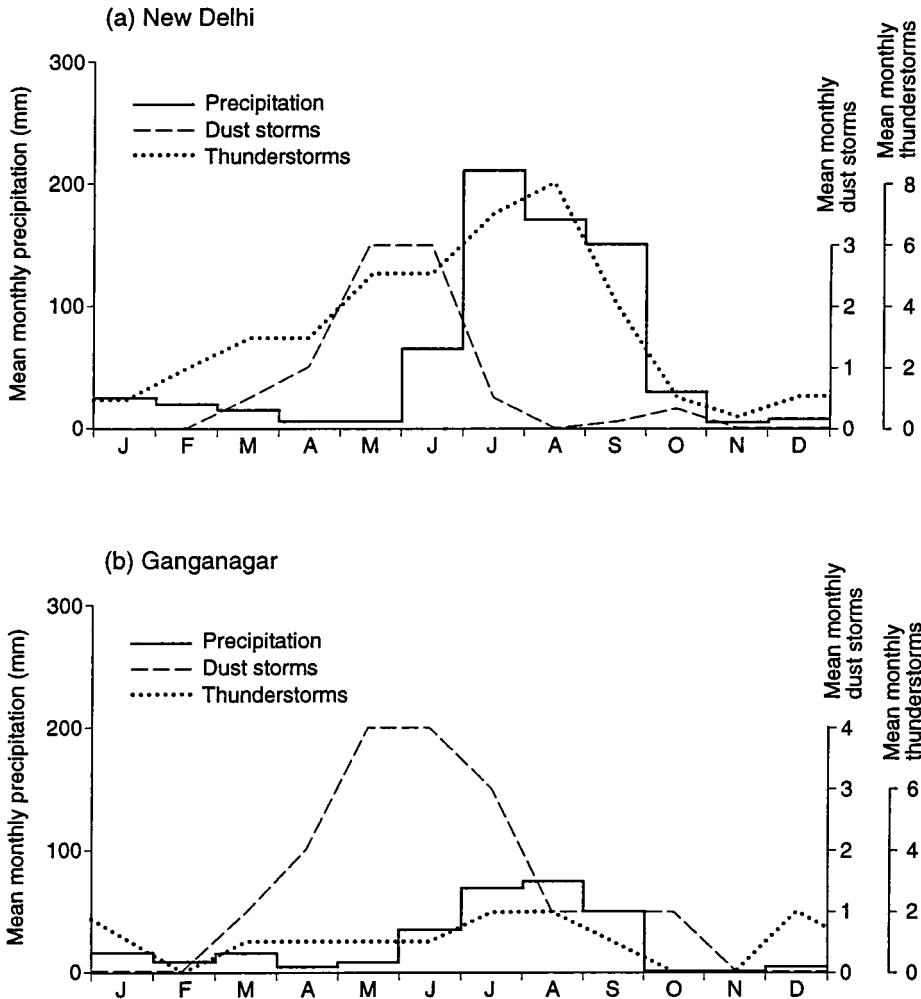 (a) New Delhi
Mean monthly precipitation (mm)
300
200
100
0
Precipitation
Dust storms
Thunderstorms
J F M A M J J A S O N D
Mean monthly
dust storms
3
2
1
0
Mean monthly
thunderstorms
8
6
4
2
0
(b) Ganganagar
Mean monthly precipitation (mm)
300
200
100
0
Precipitation
Dust storms
Thunderstorms
J F M A M J J A S O N D
Mean monthly
dust storms
4
3
2
1
0
Mean monthly
thunderstorms
6
4
2
0